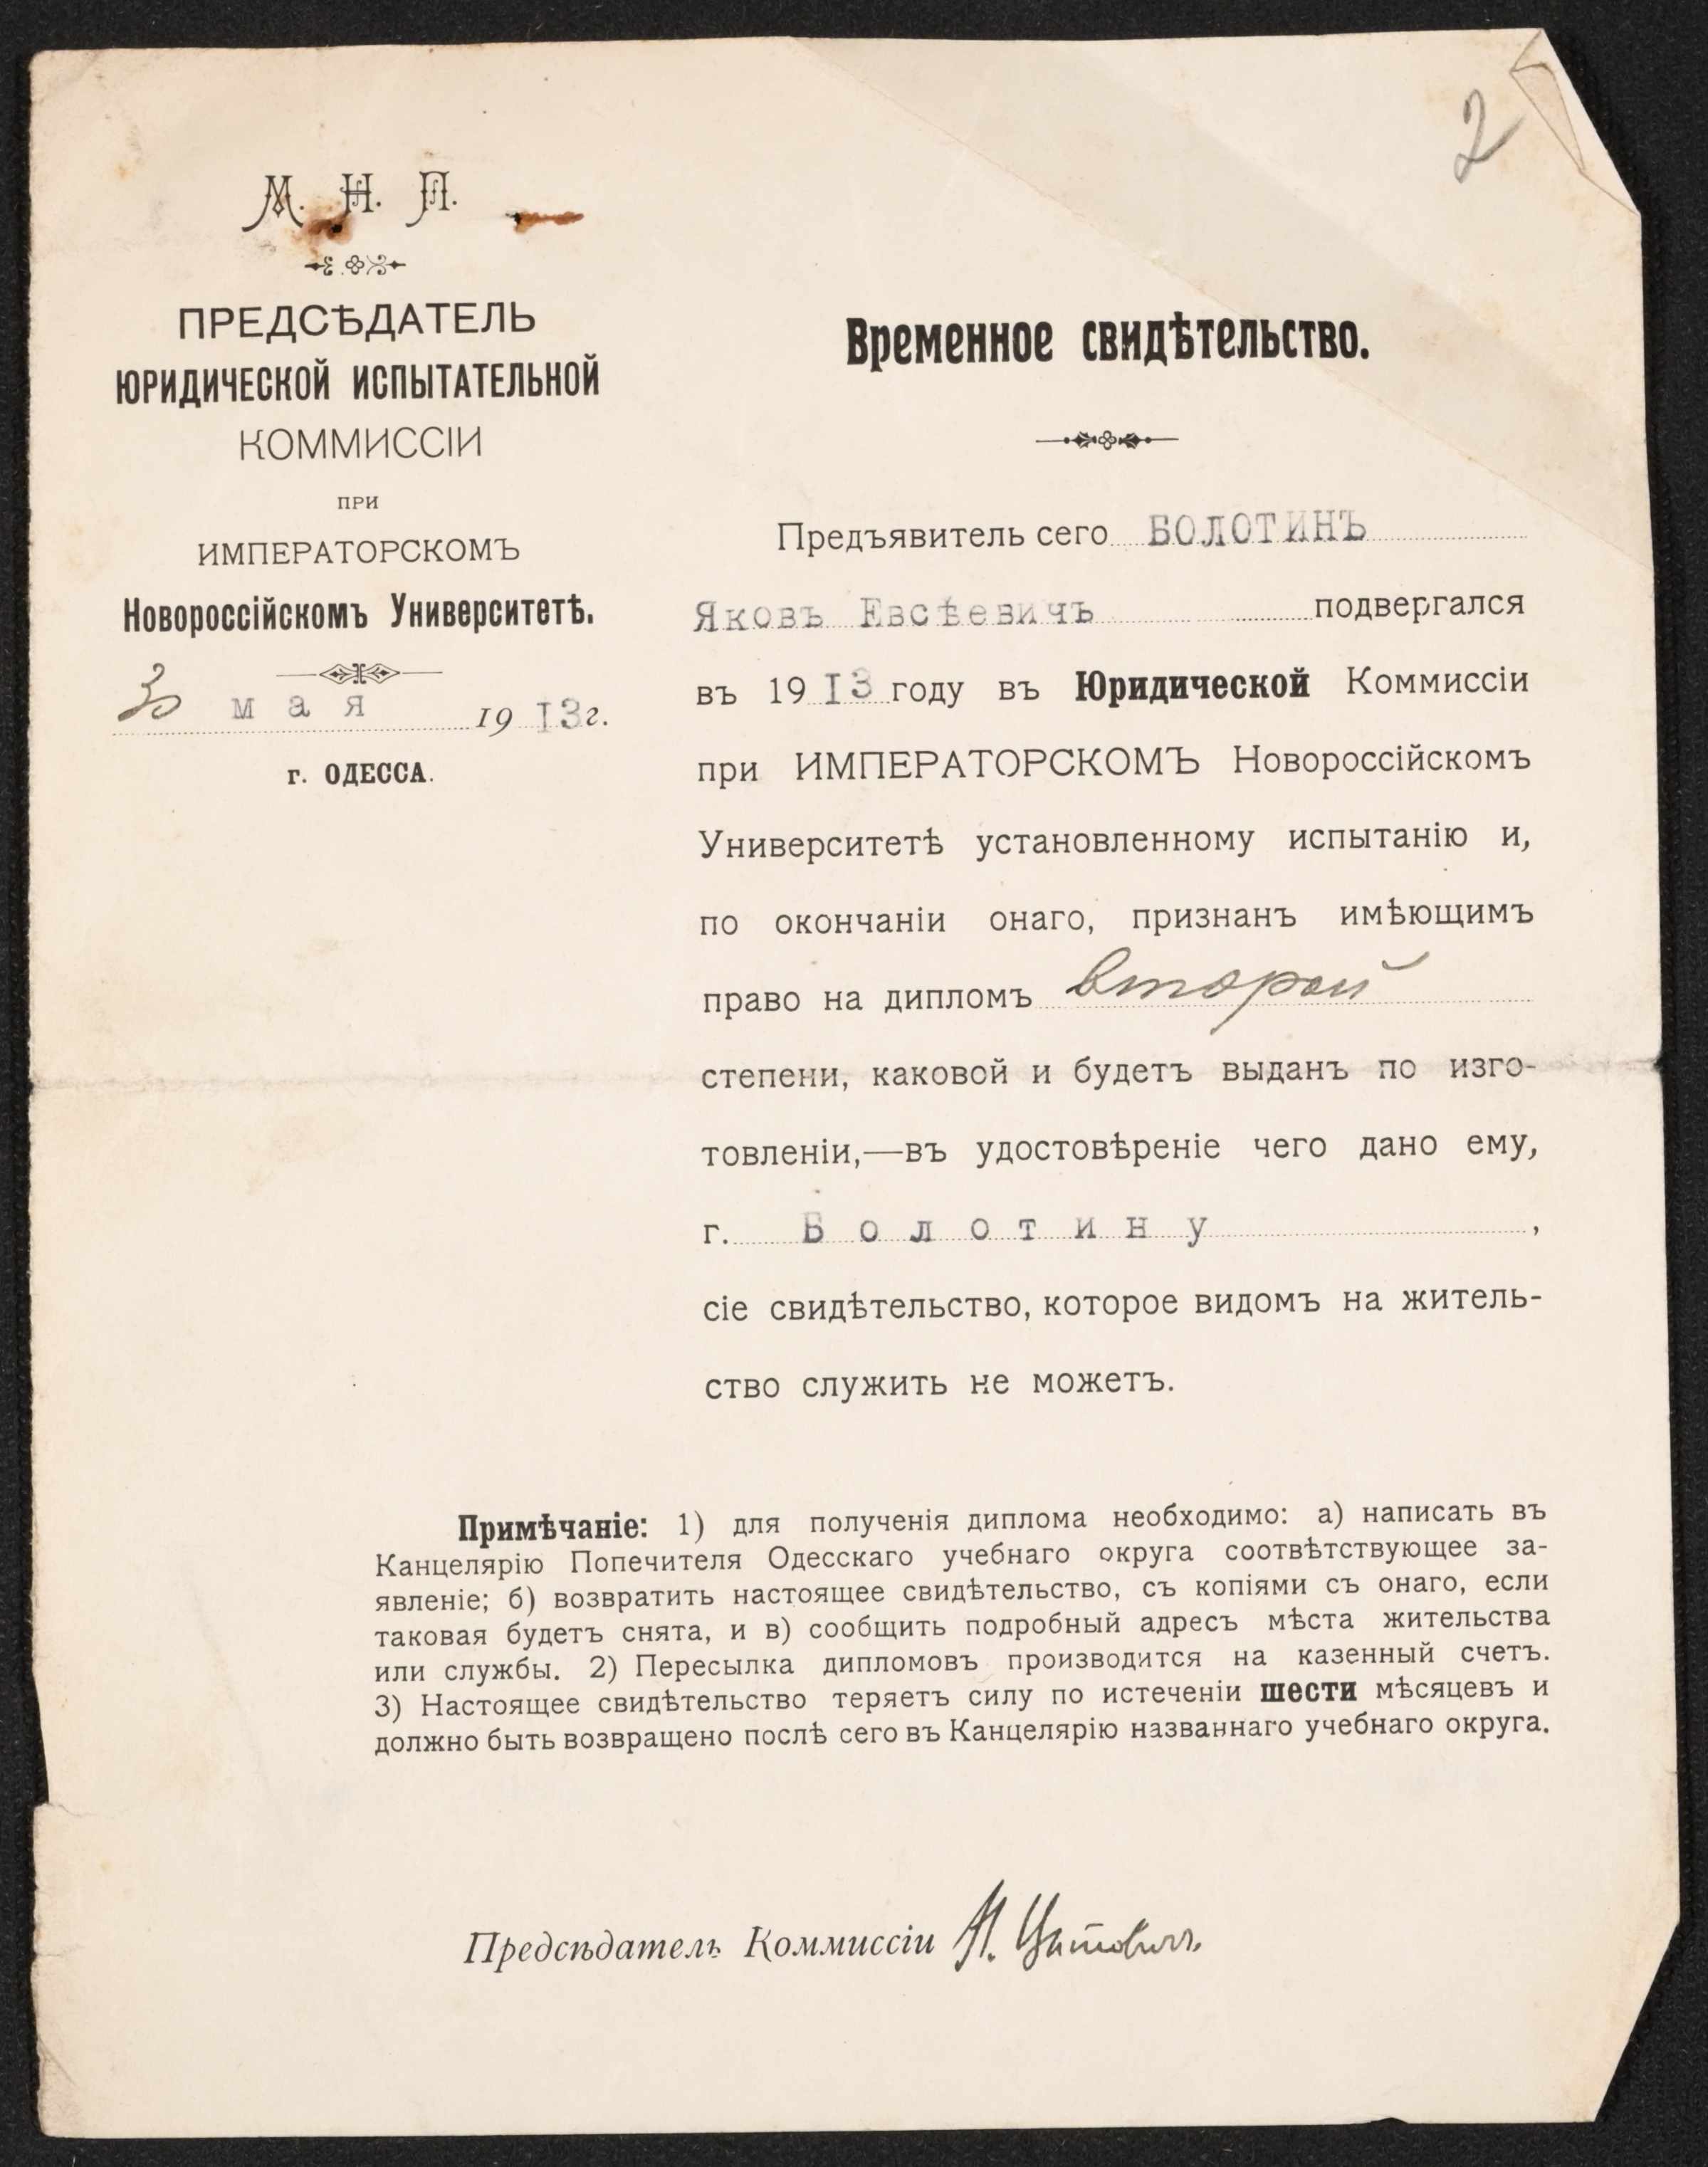 2
М. Н. П.
ПРЕДСѢДАТЕЛЬ
ЮРИДИЧЕСКОЙ ИСПЫТАТЕЛЬНОЙ
КОММИССІИ
ПРИ
ИМПЕРАТОРСКОМЪ
Новороссійскомъ Университетѣ.
30 мая 1913 г.
г. ОДЕССА.
Временное свидѣтельство.
Предъявитель сего БОЛОТИНЪ
Яковъ Евсѣевичъ подвергался
въ 1913 году въ Юридической Коммиссіи
при ИМПЕРАТОРСКОМЪ Новороссійскомъ
Университетѣ установленному испытанію и,
по окончаніи онаго, признанъ имѣющимъ
право на дипломъ второй
степени, каковой и будетъ выданъ по изго-
товленіи,—въ удостовѣреніе чего дано ему,
г. Болотину,
сіе свидѣтельство, которое видомъ на житель-
ство служить не можетъ.
Примѣчаніе: 1) для полученія диплома необходимо: а) написать въ
Канцелярію Попечителя Одесскаго учебнаго округа соотвѣтствующее за-
явленіе; б) возвратить настоящее свидѣтельство, съ копіями съ онаго, если
таковая будетъ снята, и в) сообщить подробный адресъ мѣста жительства
или службы. 2) Пересылка дипломовъ производится на казенный счетъ.
3) Настоящее свидѣтельство теряетъ силу по истеченіи шести мѣсяцевъ и
должно быть возвращено послѣ сего въ Канцелярію названнаго учебнаго округа.
Предсѣдатель Коммиссіи Н. Цитовичъ